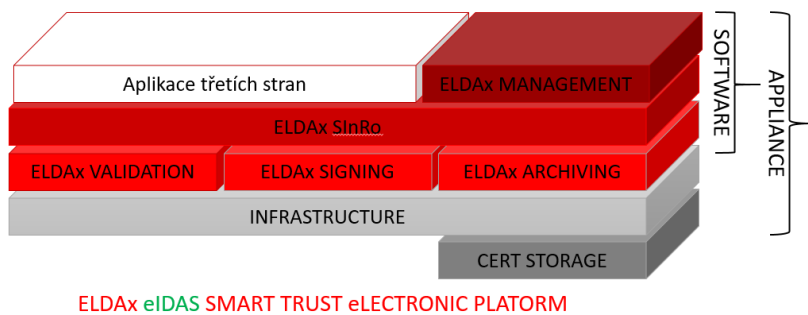 Aplikace třetích stran
ELDAx MANAGEMENT
ELDAx SInRo
ELDAx VALIDATION
ELDAx SIGNING
ELDAx ARCHIVING
INFRASTRUCTURE
CERT STORAGE
SOFTWARE
APPLIANCE
ELDAx eIDAS SMART TRUST eLECTRONIC PLATORM